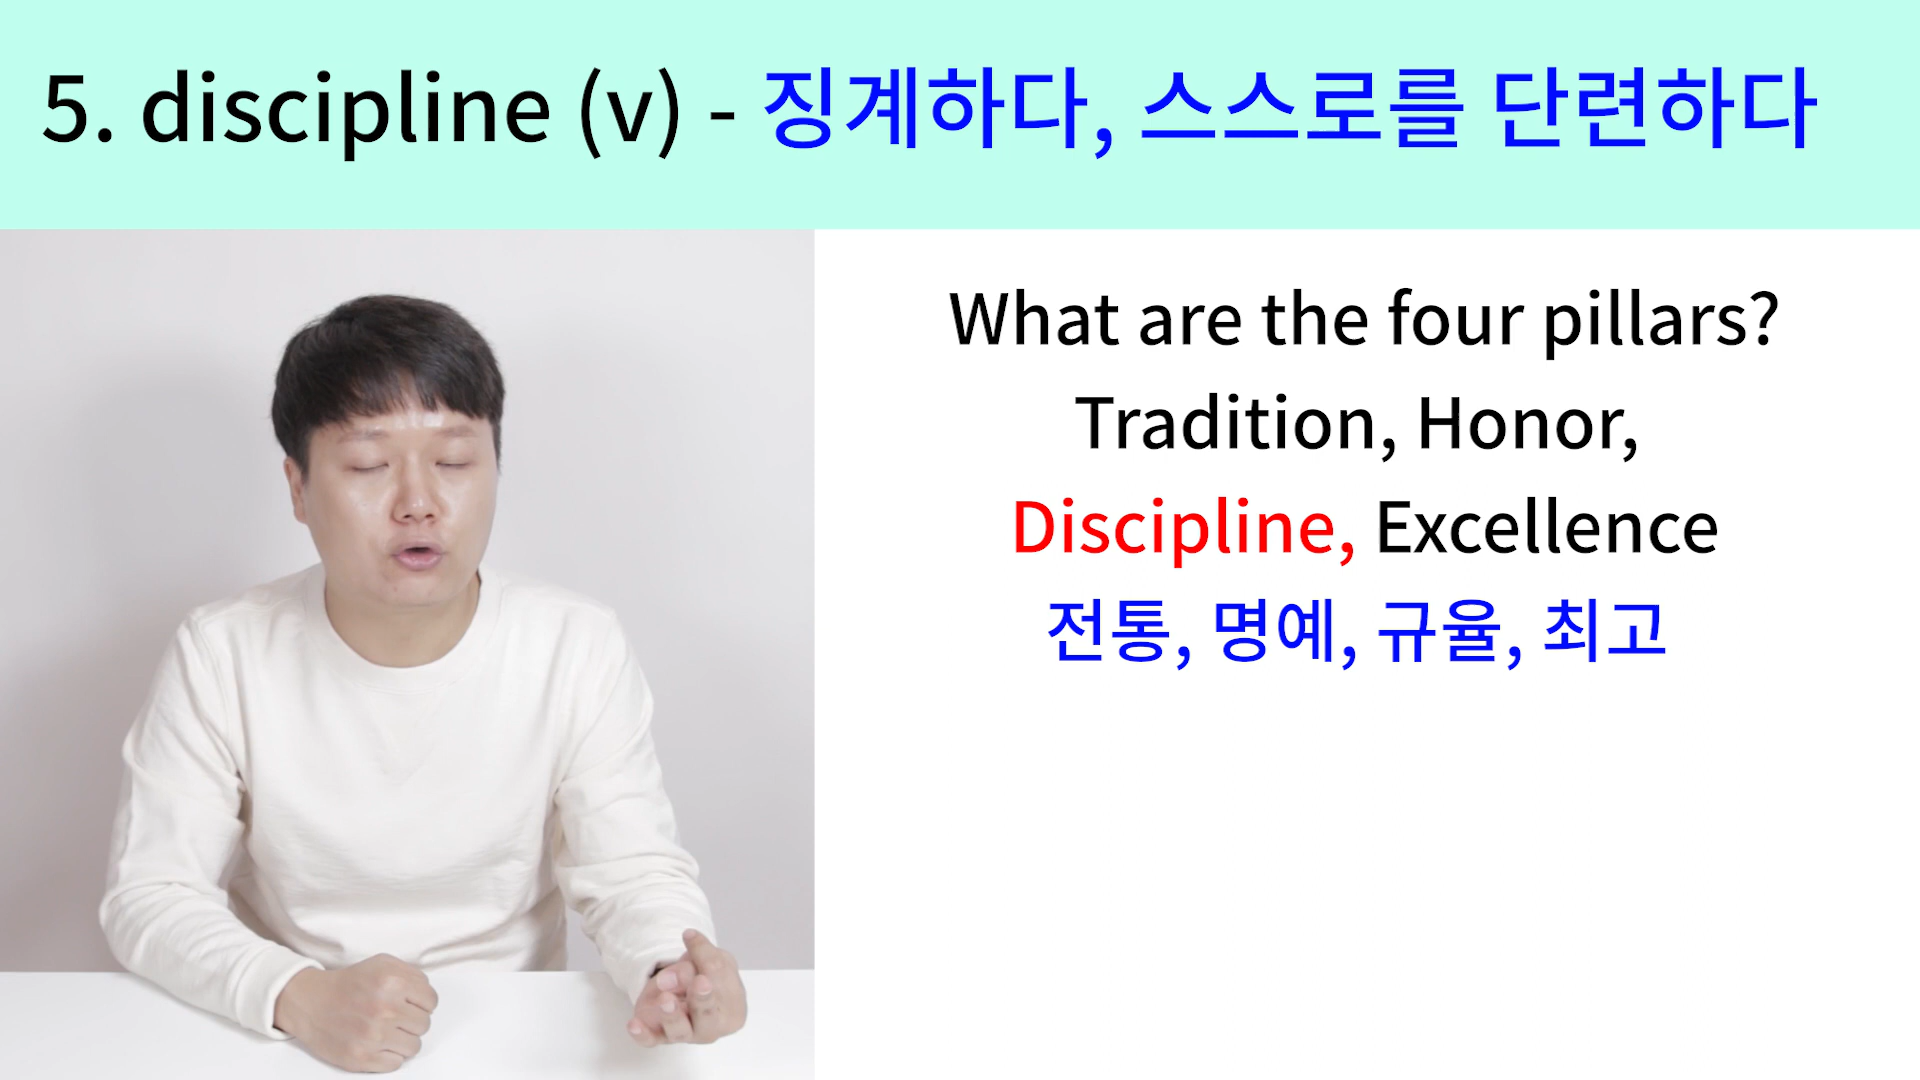 5. discipline (v) - 징계하다, 스스로를 단련하다
What are the four pillars?
Tradition, Honor,
Discipline, Excellence
전통, 명예, 규율, 최고